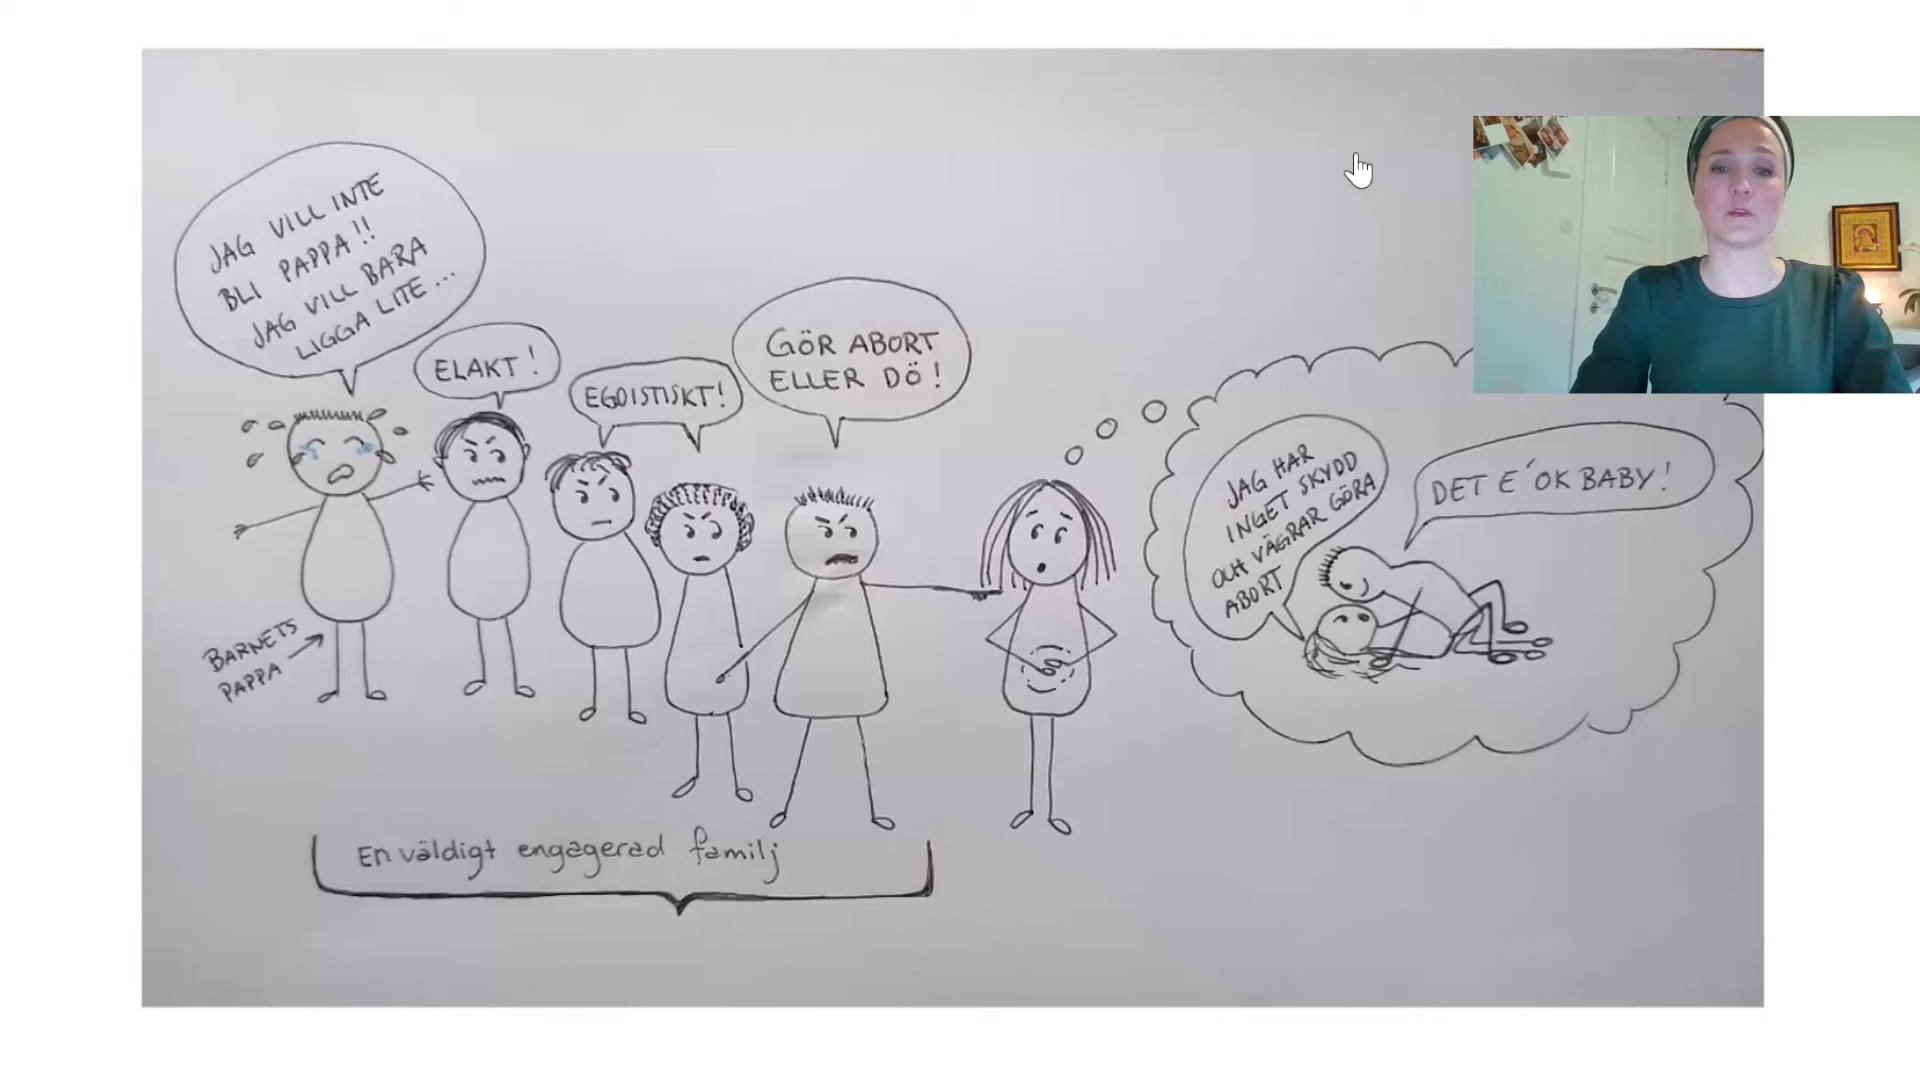 JAG VILL INTE
BLI PAPPA!!
JAG VILL BARA
LIGGA LITE...
ELAKT!
EGOISTISKT!
GÖR ABORT
ELLER DÖ!
JAG HAR
INGET SKYDD
OCH VÄGRAR GÖRA
ABORT
DET E´OK BABY!
BARNETS
PAPPA
En väldigt engagerad familj